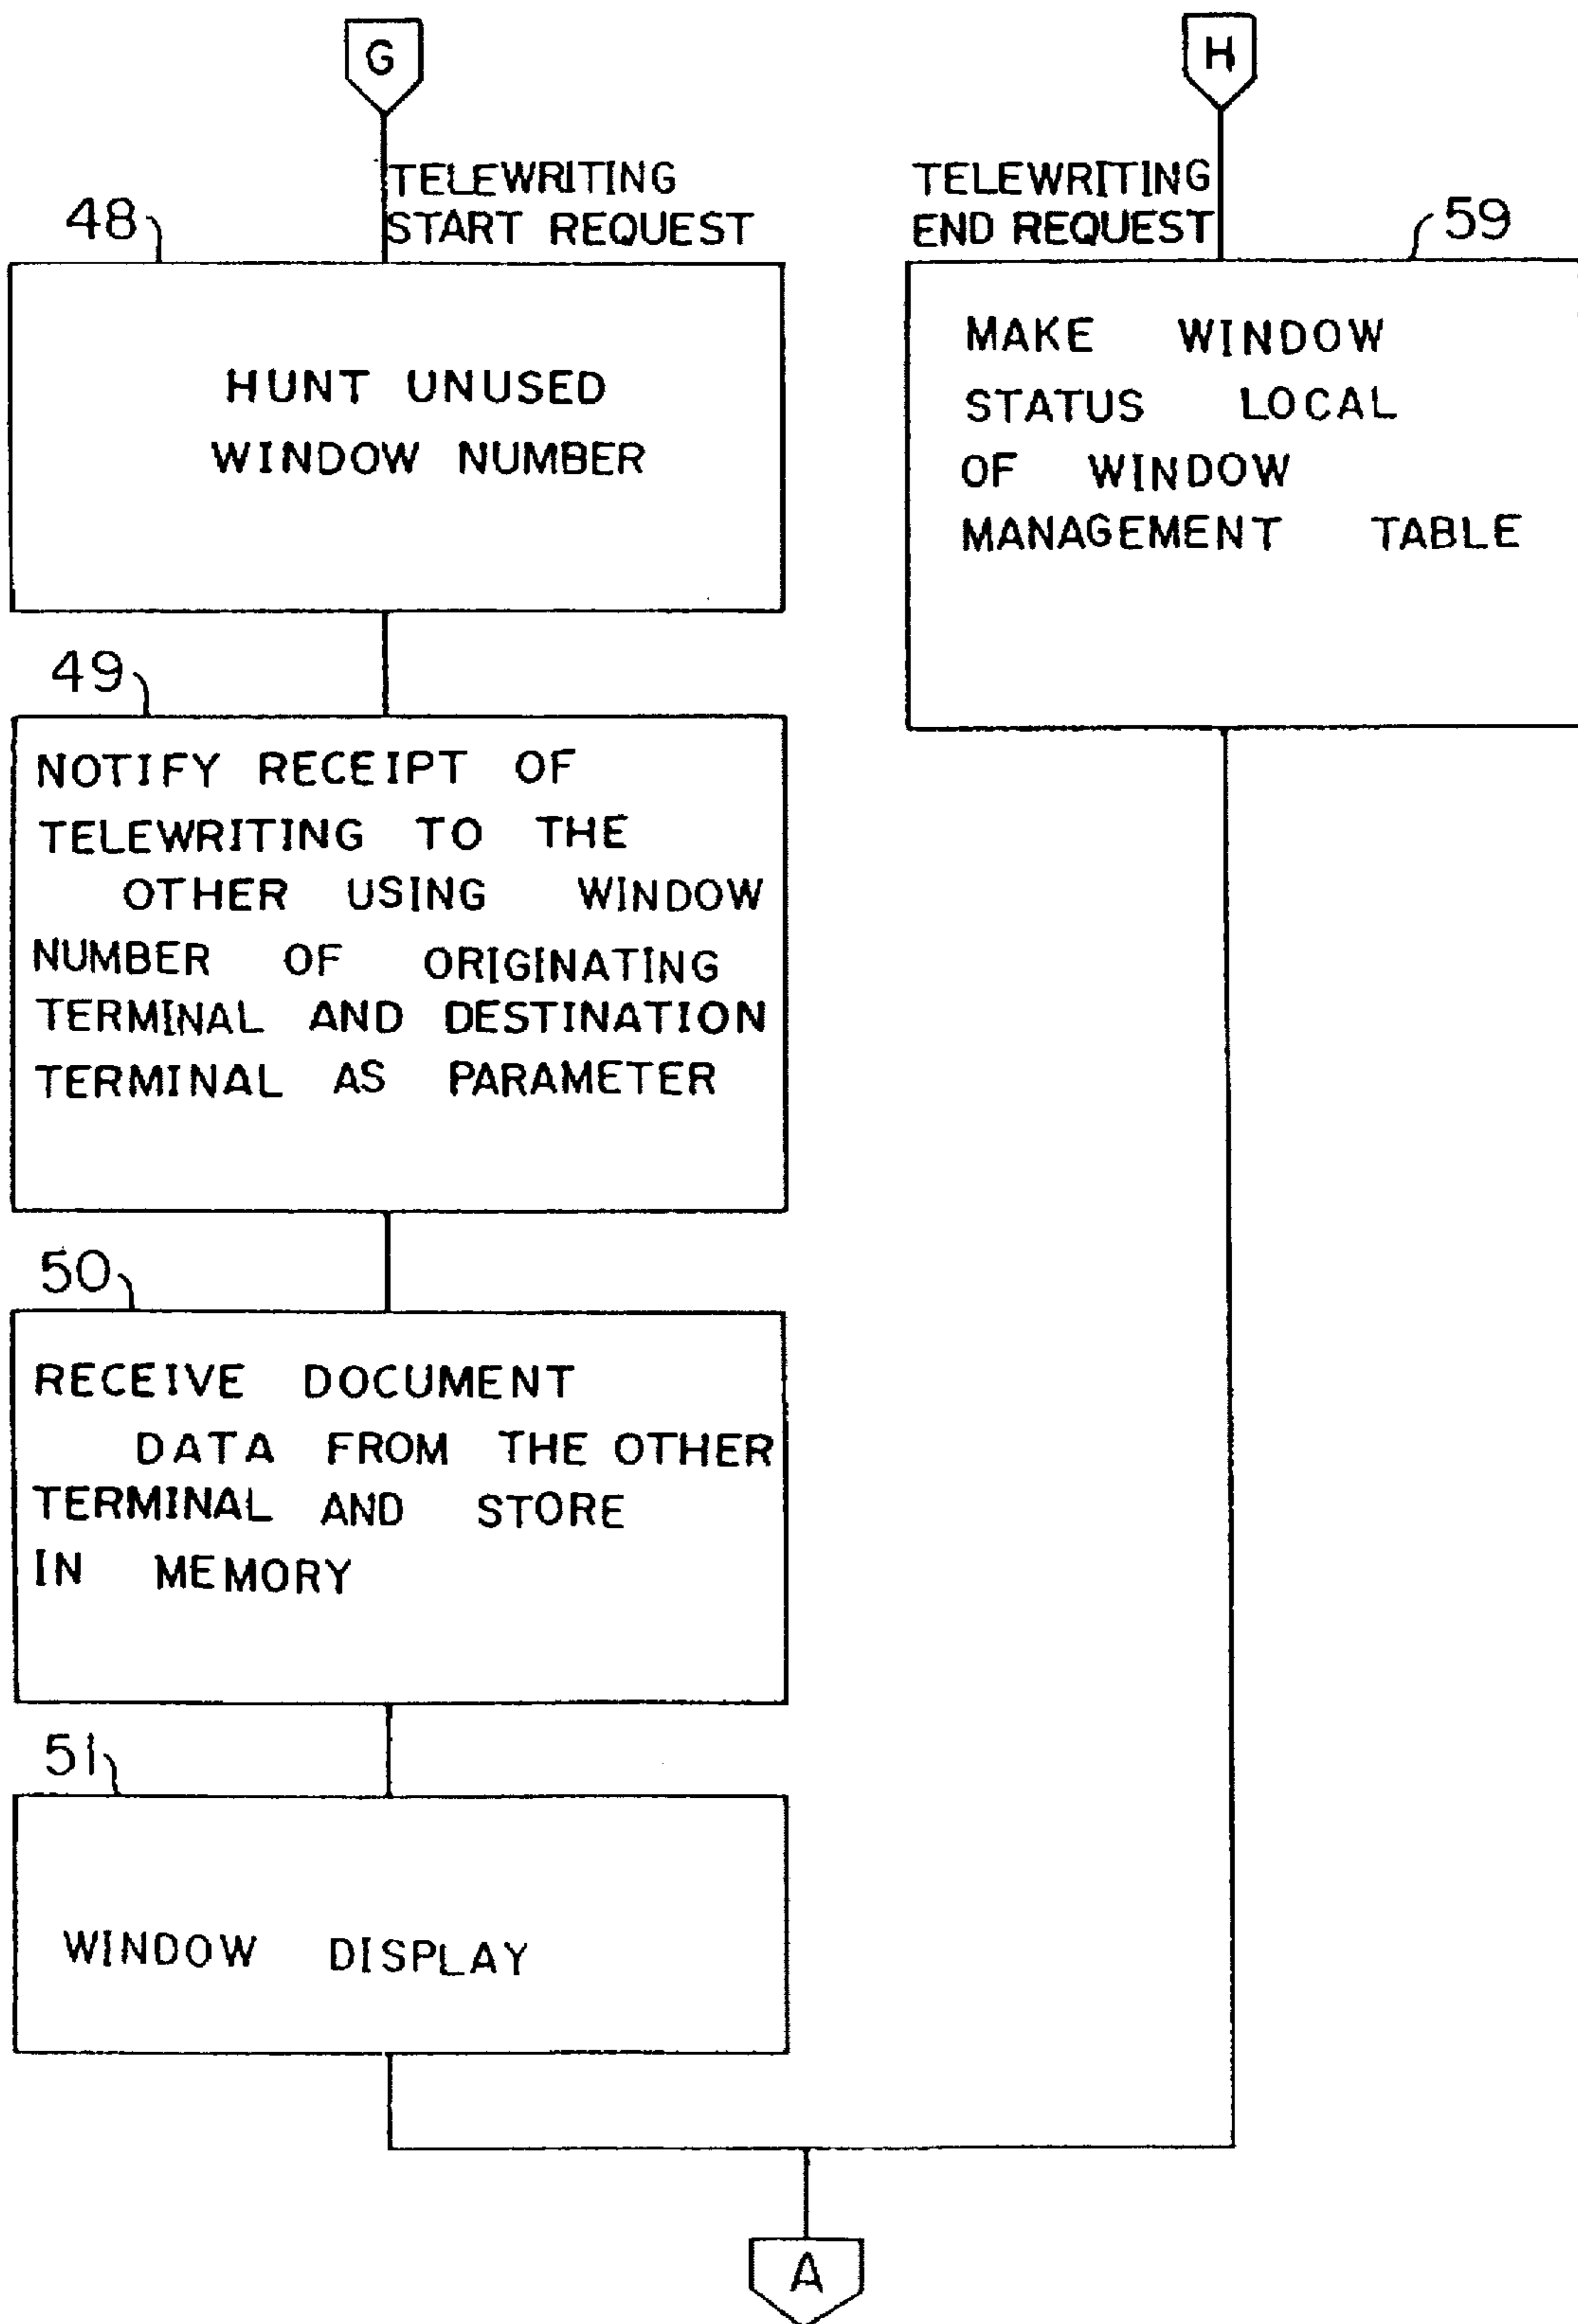 G
TELEWRITING
START REQUEST
48
HUNT UNUSED
WINDOW NUMBER
49
NOTIFY RECEIPT OF
TELEWRITING TO THE
OTHER USING WINDOW
NUMBER OF ORIGINATING
TERMINAL AND DESTINATION
TERMINAL AS PARAMETER
50
RECEIVE DOCUMENT
DATA FROM THE OTHER
TERMINAL AND STORE
IN MEMORY
51
WINDOW DISPLAY
H
TELEWRITING
END REQUEST
59
MAKE WINDOW
STATUS LOCAL
OF WINDOW
MANAGEMENT TABLE
A